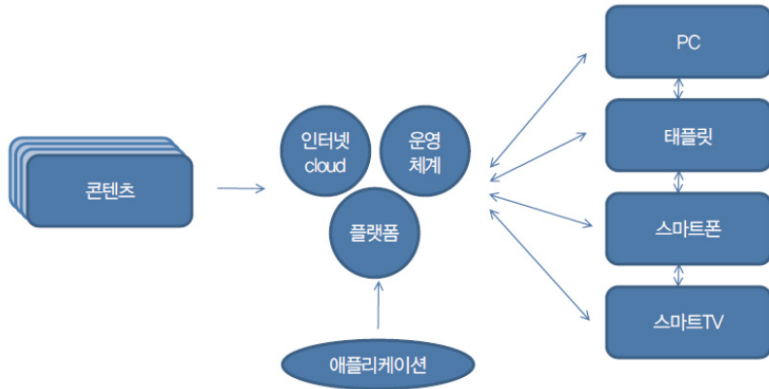 콘텐츠
인터넷
cloud
운영
체계
플랫폼
애플리케이션
PC
태플릿
스마트폰
스마트TV